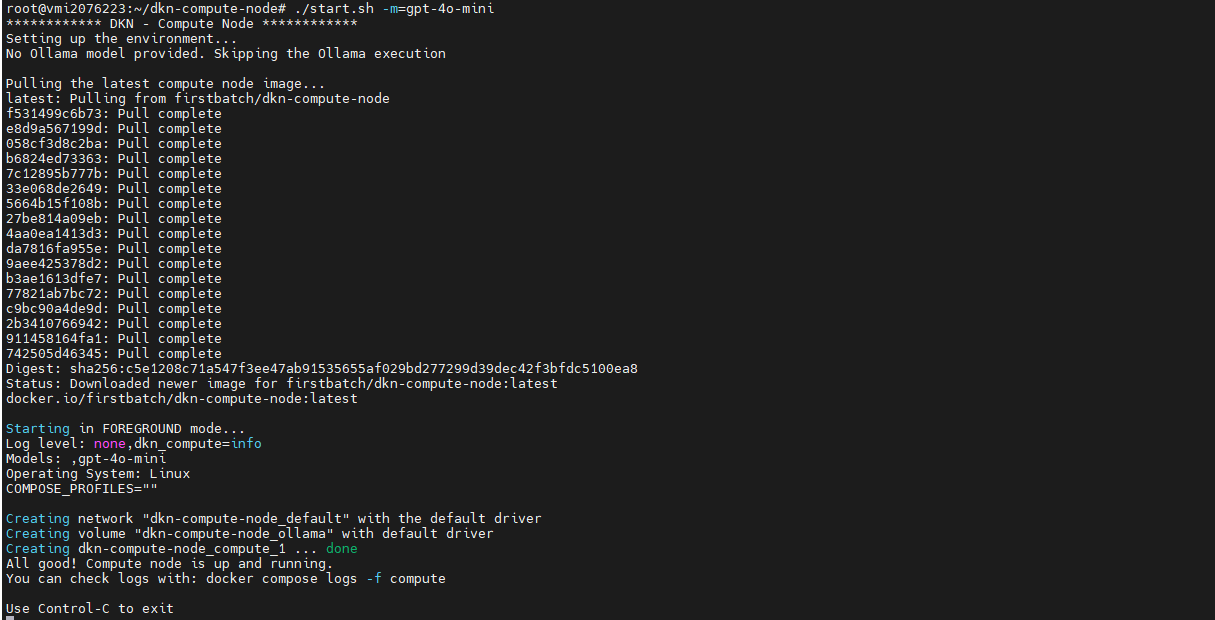 root@vmi2076223:~/dkn-compute-node# ./start.sh -m=gpt-4o-mini
************ DKN - Compute Node ************
Setting up the environment...
No Ollama model provided. Skipping the Ollama execution
Pulling the latest compute node image...
latest: Pulling from firstbatch/dkn-compute-node
f531499c6b73: Pull complete
e8d9a567199d: Pull complete
058cf3d8c2ba: Pull complete
b6824ed73363: Pull complete
7c12895b777b: Pull complete
33e068de2649: Pull complete
5664b15f108b: Pull complete
27be814a09eb: Pull complete
4aa0ea1413d3: Pull complete
da7816fa955e: Pull complete
9aee425378d2: Pull complete
b3ae1613dfe7: Pull complete
77821ab7bc72: Pull complete
c9bc90a4de9d: Pull complete
2b3410766942: Pull complete
911458164fa1: Pull complete
742505d46345: Pull complete
Digest: sha256:c5e1208c71a547f3ee47ab91535655af029bd277299d39dec42f3bfdc5100ea8
Status: Downloaded newer image for firstbatch/dkn-compute-node:latest
docker.io/firstbatch/dkn-compute-node:latest
Starting in FOREGROUND mode...
Log level: none,dkn_compute=info
Models: ,gpt-4o-mini
Operating System: Linux
COMPOSE_PROFILES=""
Creating network "dkn-compute-node_default" with the default driver
Creating volume "dkn-compute-node_ollama" with default driver
Creating dkn-compute-node_compute_1 ... done
All good! Compute node is up and running.
You can check logs with: docker compose logs -f compute
Use Control-C to exit